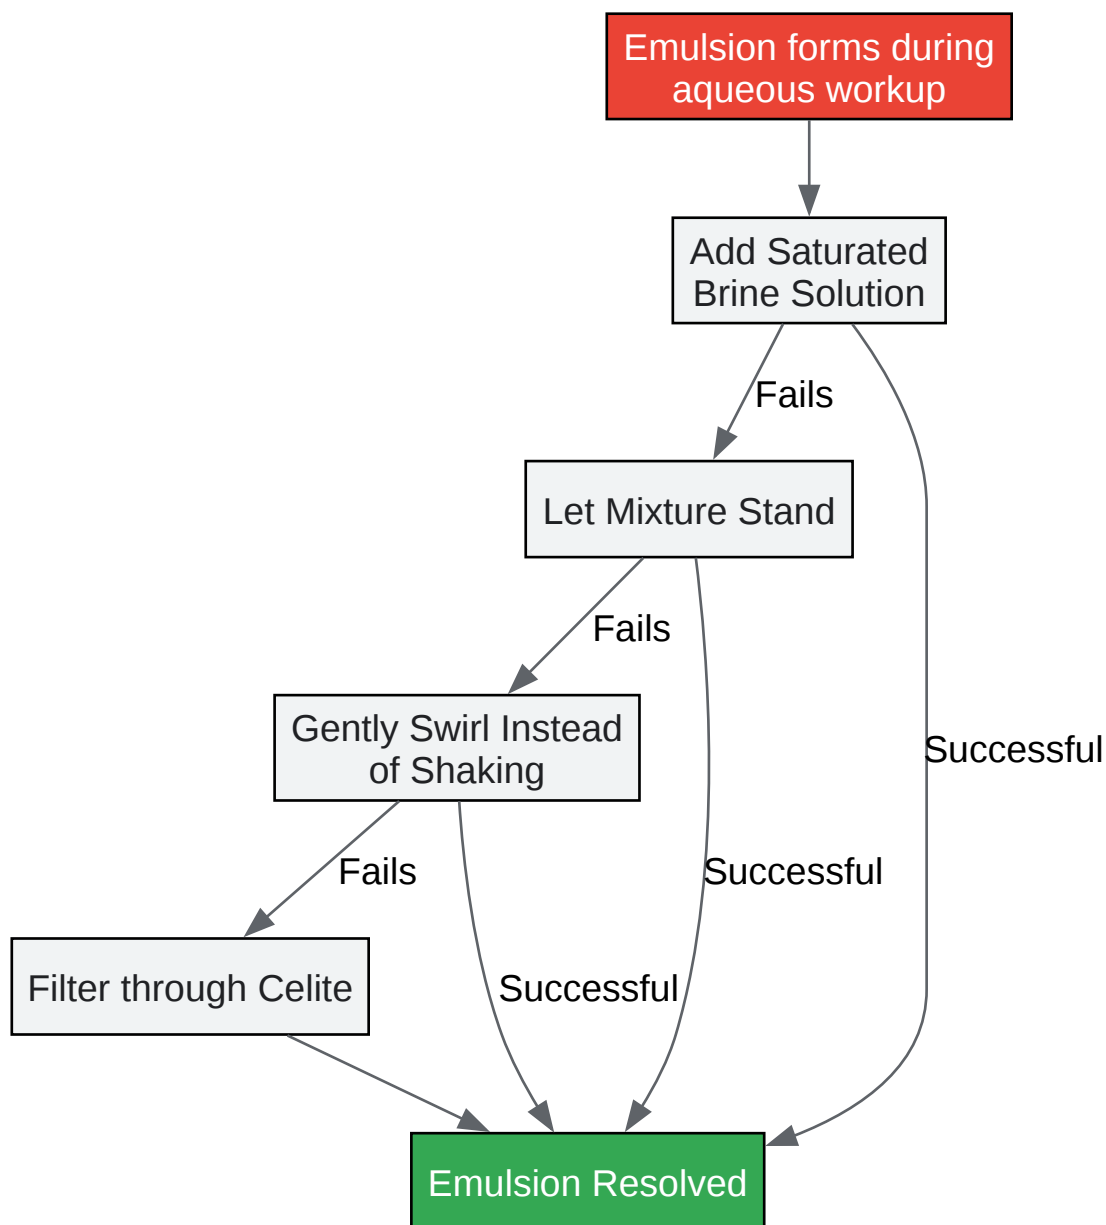 Emulsion forms during
aqueous workup
Add Saturated
Brine Solution
Fails
Let Mixture Stand
Fails
Gently Swirl Instead
of Shaking
Successful
Fails
Successful
Filter through Celite
Successful
Emulsion Resolved